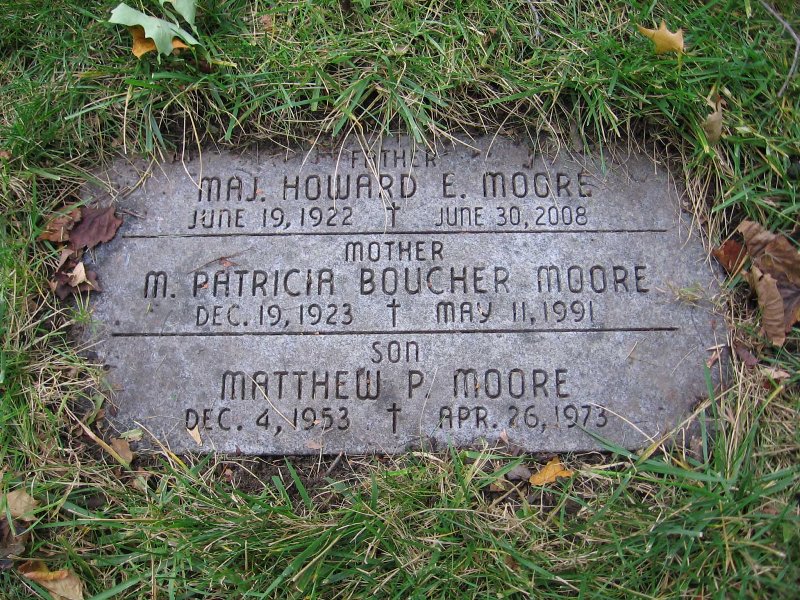 FATHER
MAJ. HOWARD E. MOORE
JUNE 19, 1922 † JUNE 30, 2008
MOTHER
M. PATRICIA BOUCHER MOORE
DEC. 19, 1923 † MAY 11, 1991
SON
MATTHEW P. MOORE
DEC. 4, 1953 † APR. 26, 1973